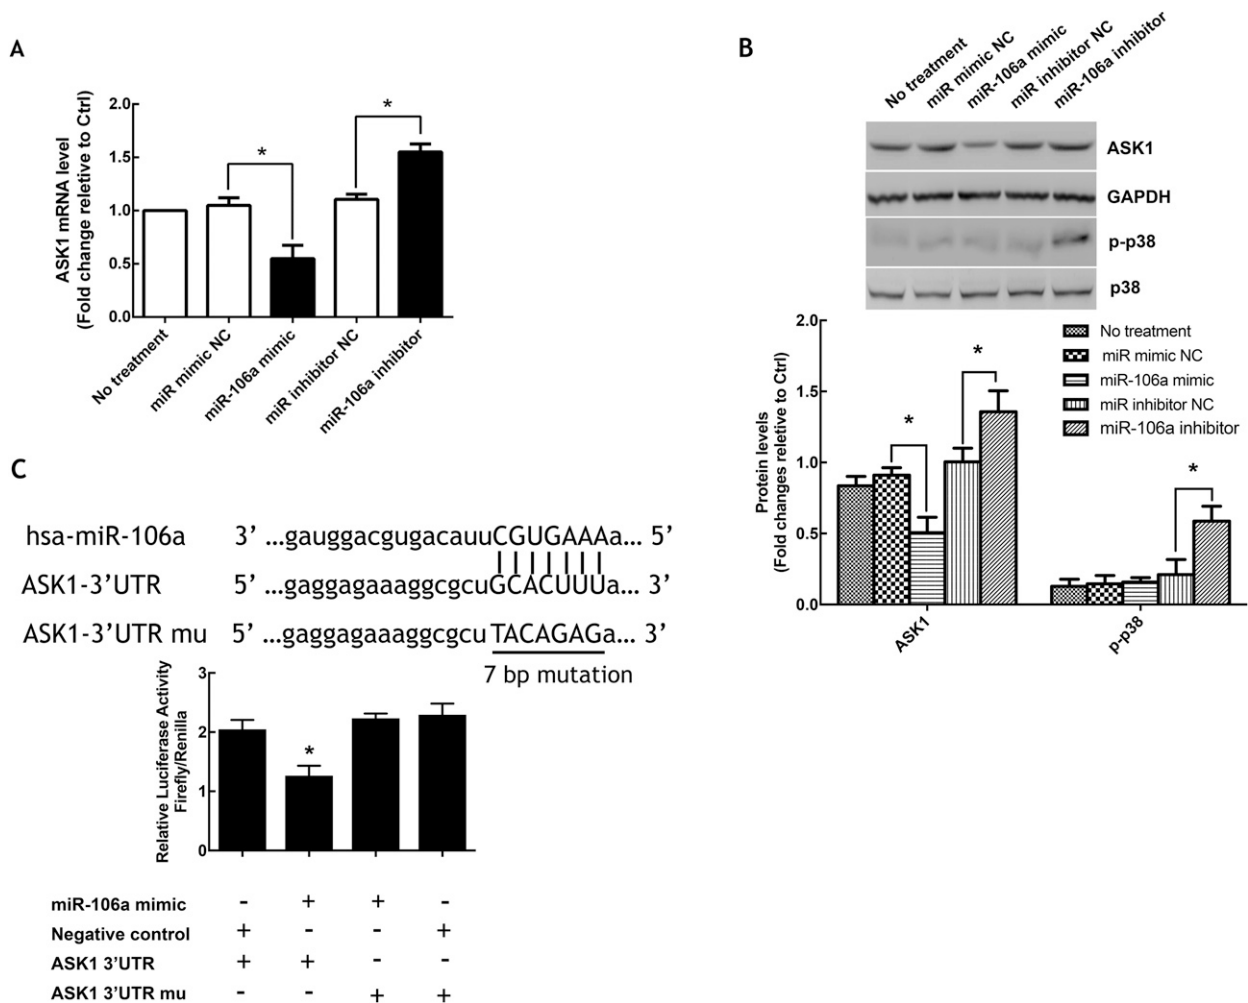 A
ASK1 mRNA level
(Fold change reletive to Ctrl)
2.0
1.5
1.0
0.5
0.0
*
*
No treatment
miR mimic NC
miR-106a mimic
miR inhibitor NC
miR-106a inhibitor
B
No treatment
miR mimic NC
miR-106a mimic
miR inhibitor NC
miR-106a inhibitor
ASK1
GAPDH
p-p38
p38
Protein levels
(Fold changes reletive to Ctrl)
2.0
1.5
1.0
0.5
0.0
*
*
*
No treatment
miR mimic NC
miR-106a mimic
miR inhibitor NC
miR-106a inhibitor
ASK1
p-p38
C
hsa-miR-106a 3’ ...gauggacgugacauuCGUGAAAa... 5’
ASK1-3’UTR 5’ ...gaggagaaaggcgcuGCACUUUa... 3’
ASK1-3’UTR mu 5’ ...gaggagaaaggcgcuTACAGAGa... 3’
7 bp mutation
Relative Luciferase Activity
Firefly/Renilla
3
2
1
0
*
miR-106a mimic - + + -
Negative control + - - +
ASK1 3’UTR + + - -
ASK1 3’UTR mu - - + +